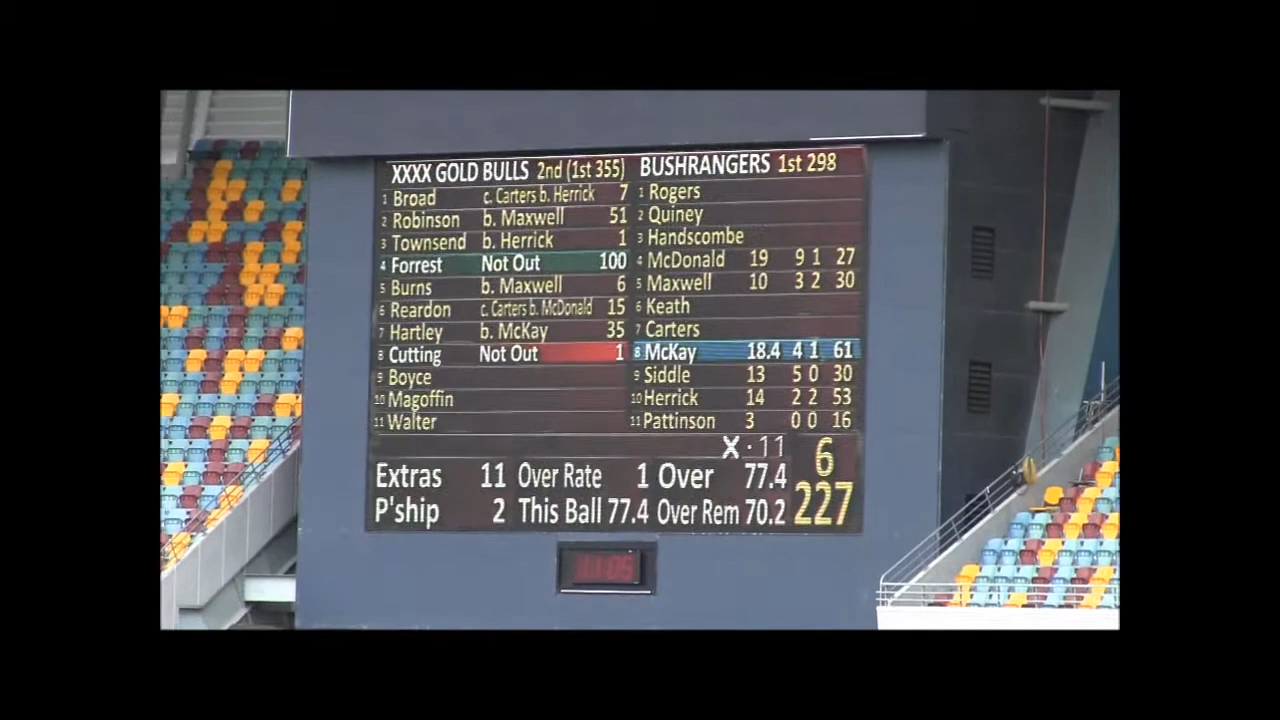 XXXX GOLD BULLS 2nd (1st 355)
1 Broad c. Carters b. Herrick 7
2 Robinson b. Maxwell 51
3 Townsend b. Herrick 1
4 Forrest Not Out 100
5 Burns b. Maxwell 6
6 Reardon c. Carters b. McDonald 15
7 Hartley b. McKay 35
8 Cutting Not Out 1
9 Boyce
10 Magoffin
11 Walter
BUSHRANGERS 1st 298
1 Rogers
2 Quiney
3 Handscombe
4 McDonald 19 9 1 27
5 Maxwell 10 3 2 30
6 Keath
7 Carters
8 McKay 18.4 4 1 61
9 Siddle 13 5 0 30
10 Herrick 14 2 2 53
11 Pattinson 3 0 0 16
X · 11
6
Extras 11 Over Rate 1 Over 77.4
P'ship 2 This Ball 77.4 Over Rem 70.2
227